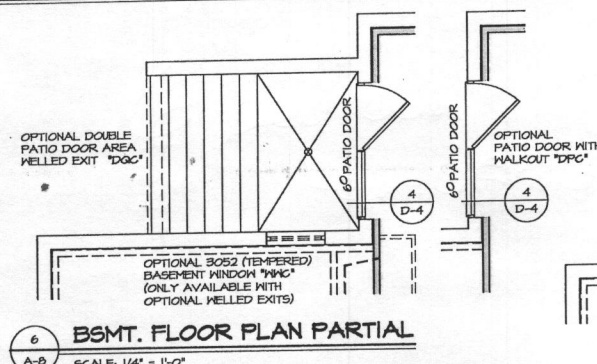 OPTIONAL DOUBLE
PATIO DOOR AREA
WELLED EXIT "DQC"
6⁰ PATIO DOOR
4
D-4
6⁰ PATIO DOOR
OPTIONAL
PATIO DOOR WITH
WALKOUT "DPC"
4
D-4
OPTIONAL 3052 (TEMPERED)
BASEMENT WINDOW "WWC"
(ONLY AVAILABLE WITH
OPTIONAL WELLED EXITS)
6
A-8
BSMT. FLOOR PLAN PARTIAL
SCALE: 1/4" = 1'-0"